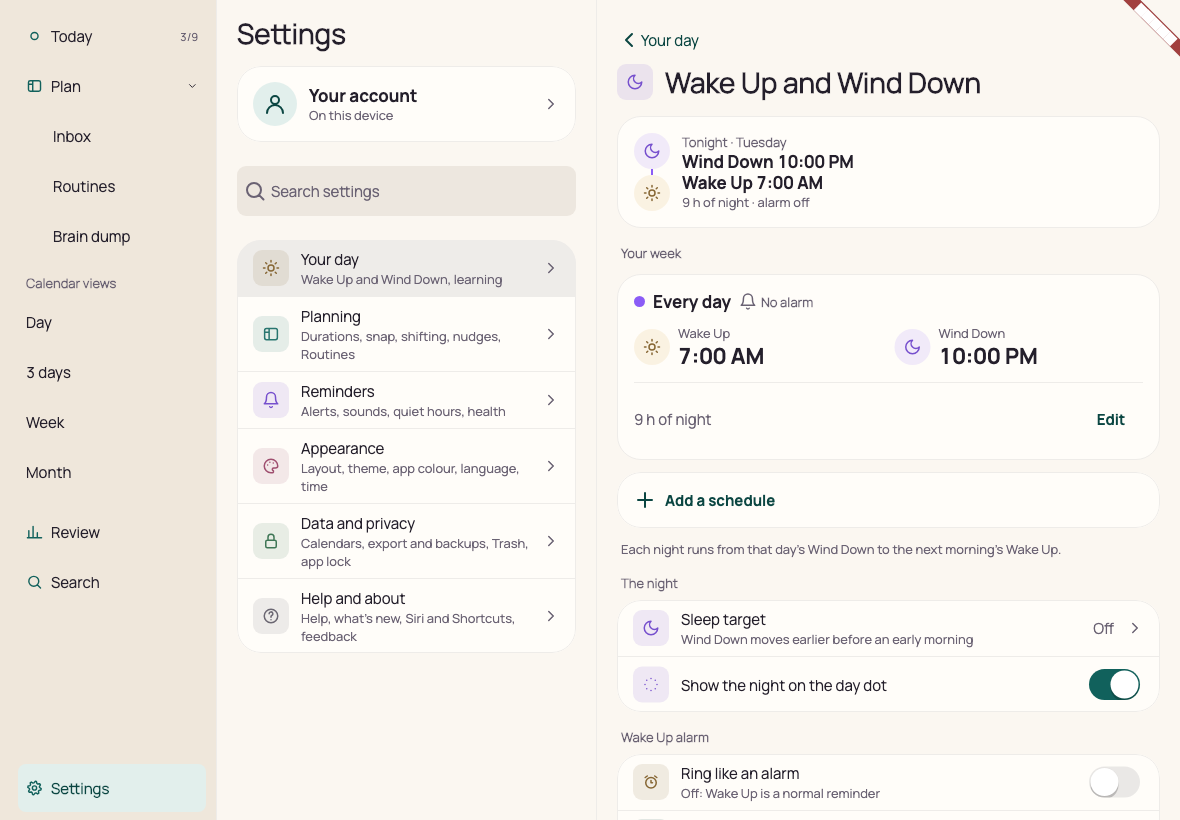 Today
3/9
Plan
Inbox
Routines
Brain dump
Calendar views
Day
3 days
Week
Month
Review
Search
Settings
Settings
Your account
On this device
Search settings
Your day
Wake Up and Wind Down, learning
Planning
Durations, snap, shifting, nudges,
Routines
Reminders
Alerts, sounds, quiet hours, health
Appearance
Layout, theme, app colour, language,
time
Data and privacy
Calendars, export and backups, Trash,
app lock
Help and about
Help, what's new, Siri and Shortcuts,
feedback
Your day
Wake Up and Wind Down
Tonight · Tuesday
Wind Down 10:00 PM
Wake Up 7:00 AM
9 h of night · alarm off
Your week
Every day
No alarm
Wake Up
7:00 AM
Wind Down
10:00 PM
9 h of night
Edit
Add a schedule
Each night runs from that day's Wind Down to the next morning's Wake Up.
The night
Sleep target
Wind Down moves earlier before an early morning
Off
Show the night on the day dot
Wake Up alarm
Ring like an alarm
Off: Wake Up is a normal reminder